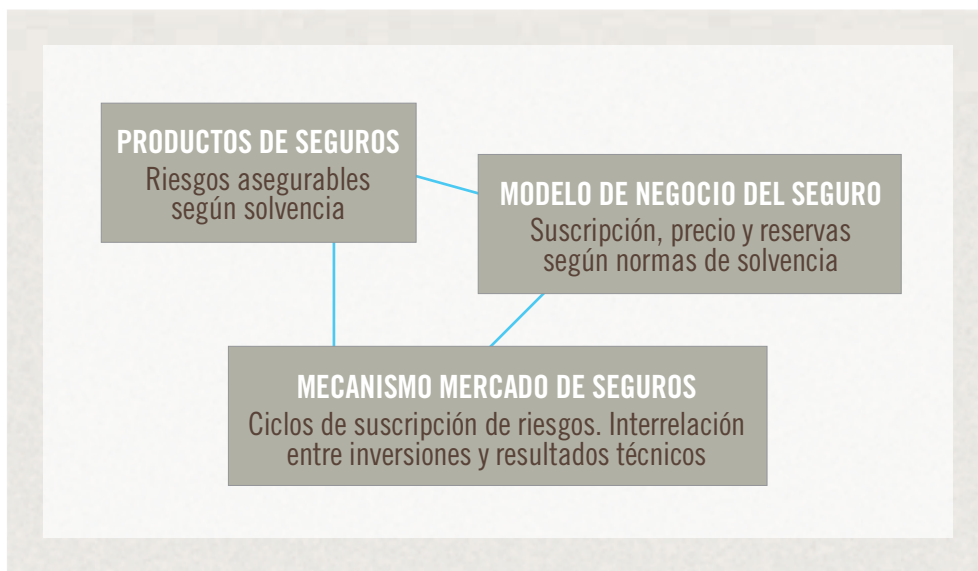 PRODUCTOS DE SEGUROS
Riesgos asegurables
según solvencia
MODELO DE NEGOCIO DEL SEGURO
Suscripción, precio y reservas
según normas de solvencia
MECANISMO MERCADO DE SEGUROS
Ciclos de suscripción de riesgos. Interrelación
entre inversiones y resultados técnicos